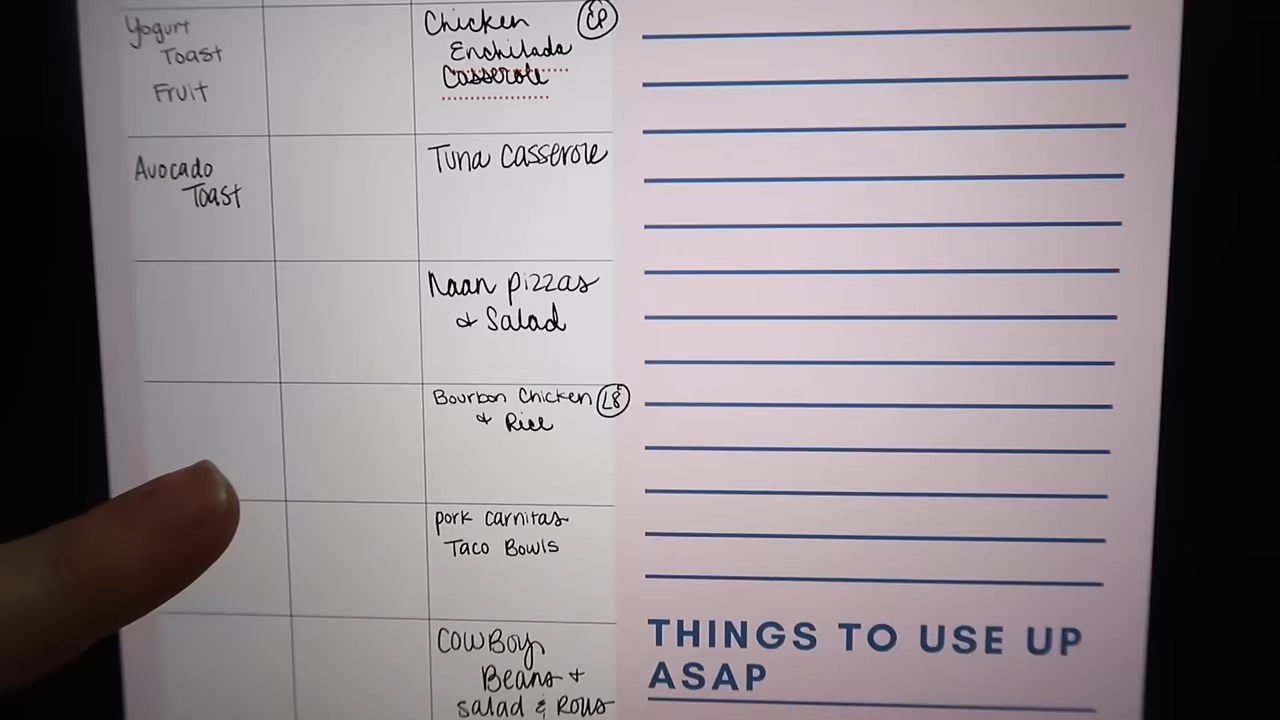 Yogurt
Toast
Fruit
Chicken
Enchilada
Casserole
CP
Avocado
Toast
Tuna Casserole
Naan Pizzas
& Salad
Bourbon Chicken
& Rice
Pork Carnitas
Taco Bowls
Cowboy
Beans +
Salad & Rolls
THINGS TO USE UP
ASAP